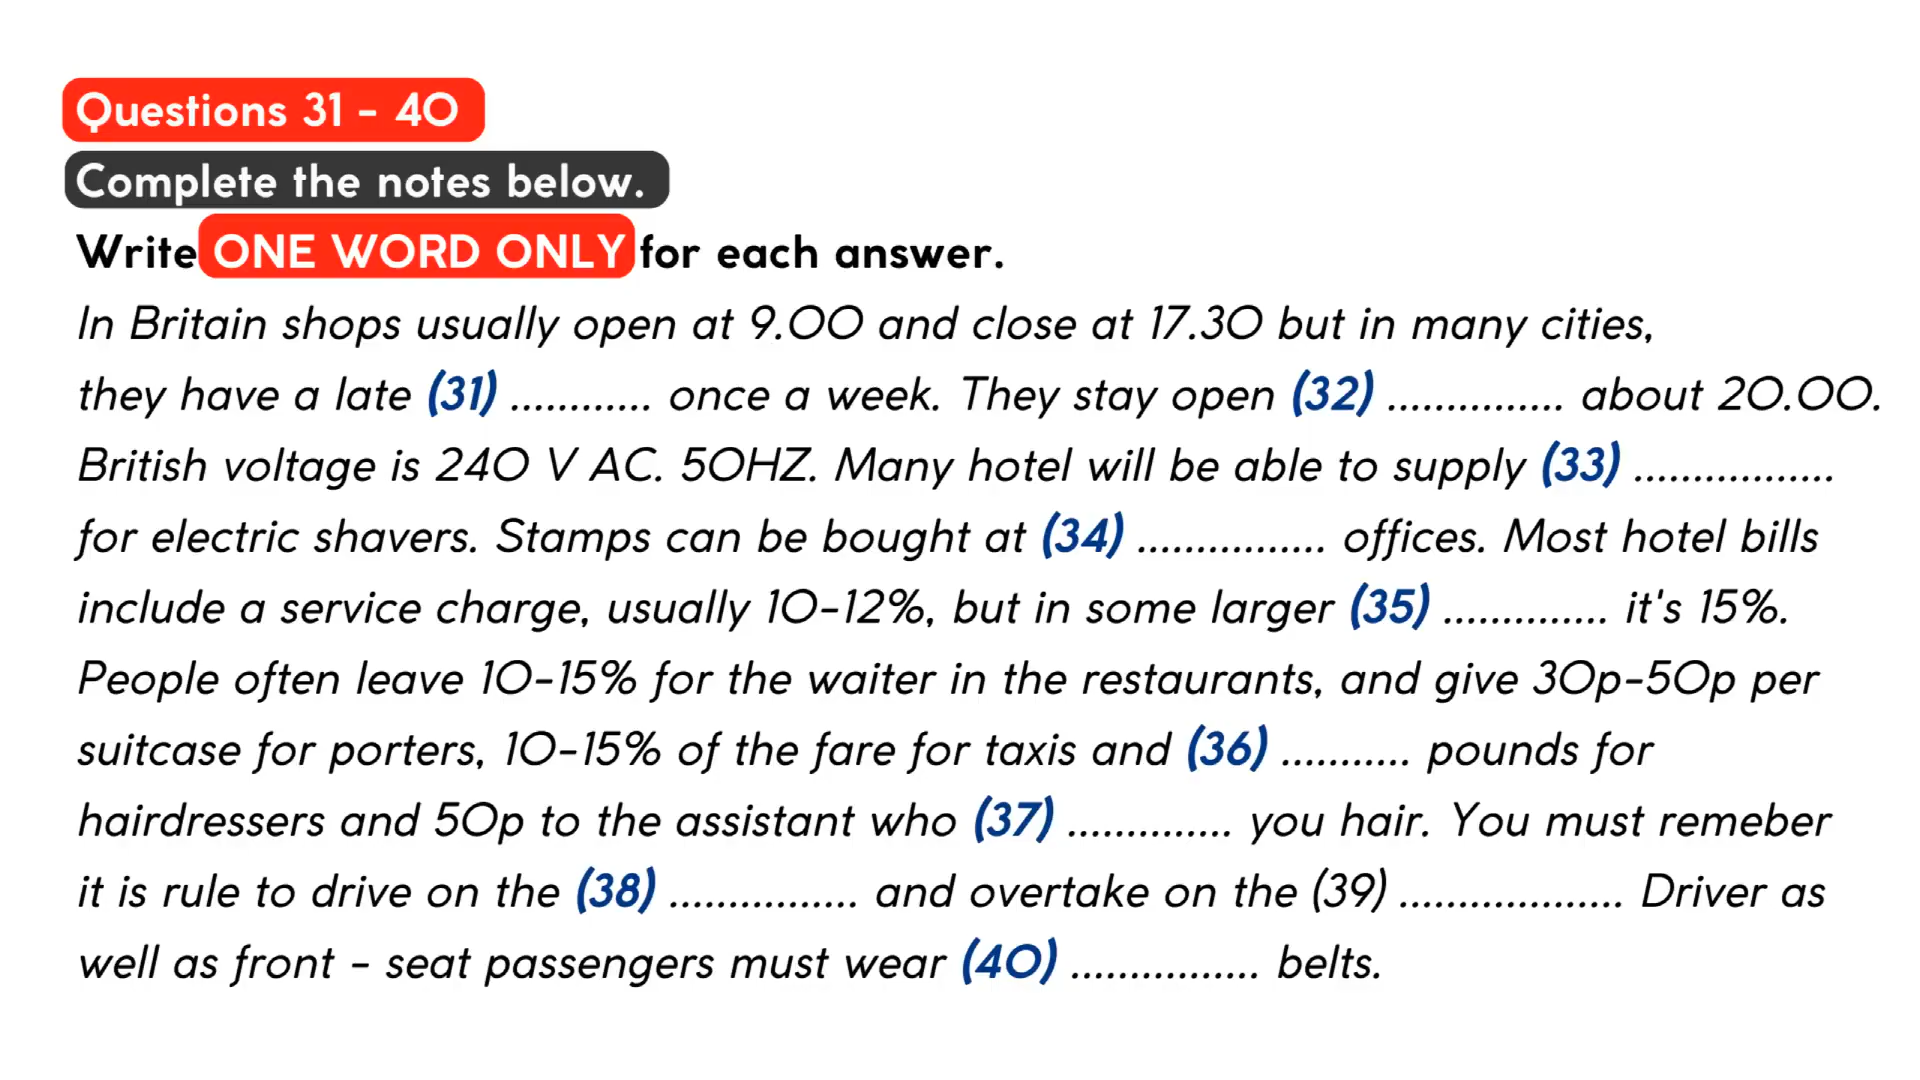 Questions 31 - 40
Complete the notes below.
Write ONE WORD ONLY for each answer.
In Britain shops usually open at 9.00 and close at 17.30 but in many cities,
they have a late (31) ............ once a week. They stay open (32) ............... about 20.00.
British voltage is 240 V AC. 50HZ. Many hotel will be able to supply (33) .................
for electric shavers. Stamps can be bought at (34) ................ offices. Most hotel bills
include a service charge, usually 10-12%, but in some larger (35) .............. it's 15%.
People often leave 10-15% for the waiter in the restaurants, and give 30p-50p per
suitcase for porters, 10-15% of the fare for taxis and (36) ........... pounds for
hairdressers and 50p to the assistant who (37) .............. you hair. You must remeber
it is rule to drive on the (38) ................ and overtake on the (39) ................... Driver as
well as front - seat passengers must wear (40) ................ belts.